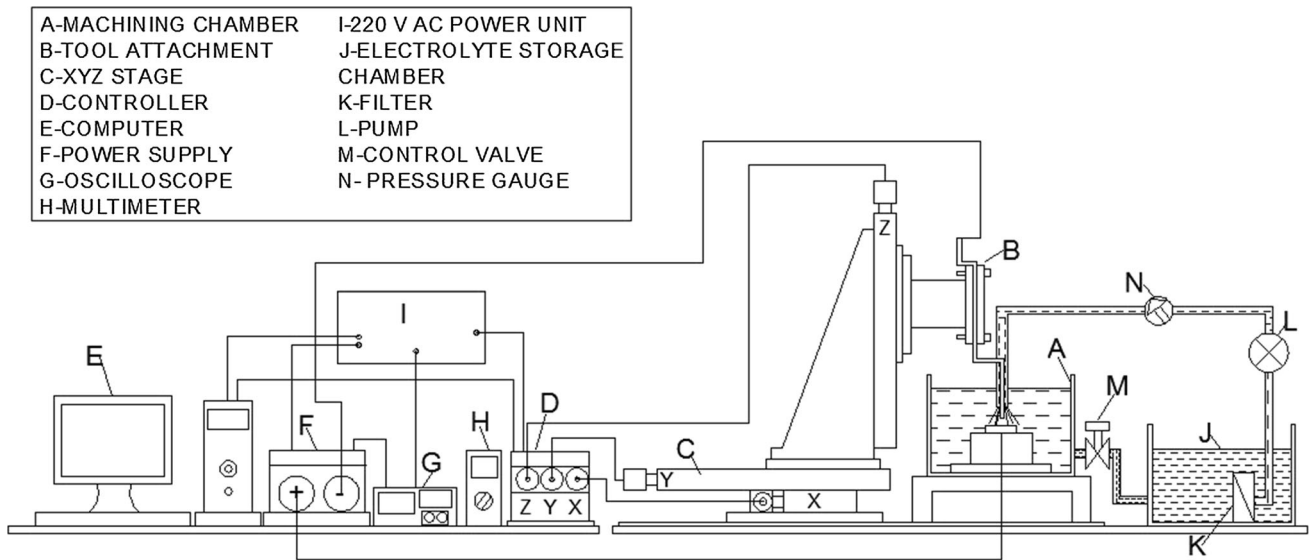 A-MACHINING CHAMBER
B-TOOL ATTACHMENT
C-XYZ STAGE
D-CONTROLLER
E-COMPUTER
F-POWER SUPPLY
G-OSCILLOSCOPE
H-MULTIMETER
I-220 V AC POWER UNIT
J-ELECTROLYTE STORAGE
CHAMBER
K-FILTER
L-PUMP
M-CONTROL VALVE
N- PRESSURE GAUGE
Z
B
N
I
L
E
A
M
D
F
H
J
G
C
Y
+ -
Z Y X
X
K